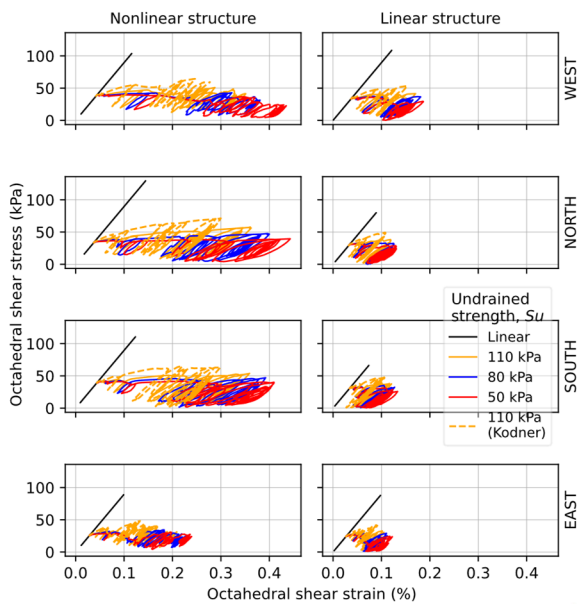 Nonlinear structure
Linear structure
100
50
0
WEST
100
50
0
NORTH
100
50
0
SOUTH
100
50
0
EAST
Octahedral shear stress (kPa)
Undrained
strength, Su
Linear
110 kPa
80 kPa
50 kPa
110 kPa
(Kodner)
0.0 0.1 0.2 0.3 0.4
0.0 0.1 0.2 0.3 0.4
Octahedral shear strain (%)